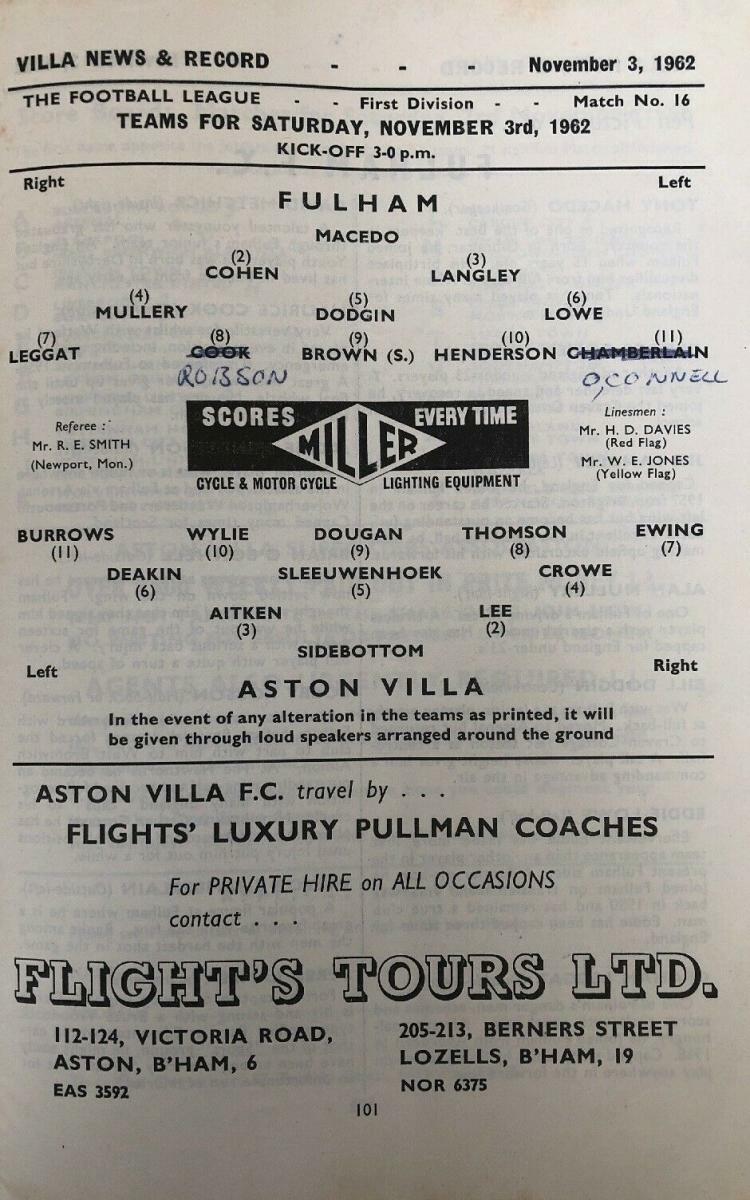 VILLA NEWS & RECORD - - - November 3, 1962
THE FOOTBALL LEAGUE - - First Division - - Match No. 16
TEAMS FOR SATURDAY, NOVEMBER 3rd, 1962
KICK-OFF 3-0 p.m.
Right Left
FULHAM
MACEDO
(2) (3)
COHEN LANGLEY
(4) (5) (6)
MULLERY DODGIN LOWE
(7) (8) (9) (10) (11)
LEGGAT COOK BROWN (S.) HENDERSON CHAMBERLAIN
ROBSON O,CONNELL
Referee :
Mr. R. E. SMITH
(Newport, Mon.)
SCORES MILLER EVERY TIME
CYCLE & MOTOR CYCLE LIGHTING EQUIPMENT
Linesmen :
Mr. H. D. DAVIES
(Red Flag)
Mr. W. E. JONES
(Yellow Flag)
BURROWS WYLIE DOUGAN THOMSON EWING
(11) (10) (9) (8) (7)
DEAKIN SLEEUWENHOEK CROWE
(6) (5) (4)
AITKEN LEE
(3) (2)
SIDEBOTTOM
Left Right
ASTON VILLA
In the event of any alteration in the teams as printed, it will
be given through loud speakers arranged around the ground
ASTON VILLA F.C. travel by . . .
FLIGHTS' LUXURY PULLMAN COACHES
For PRIVATE HIRE on ALL OCCASIONS
contact . . .
FLIGHT'S TOURS LTD.
112-124, VICTORIA ROAD,
ASTON, B'HAM, 6
EAS 3592
205-213, BERNERS STREET
LOZELLS, B'HAM, 19
NOR 6375
101